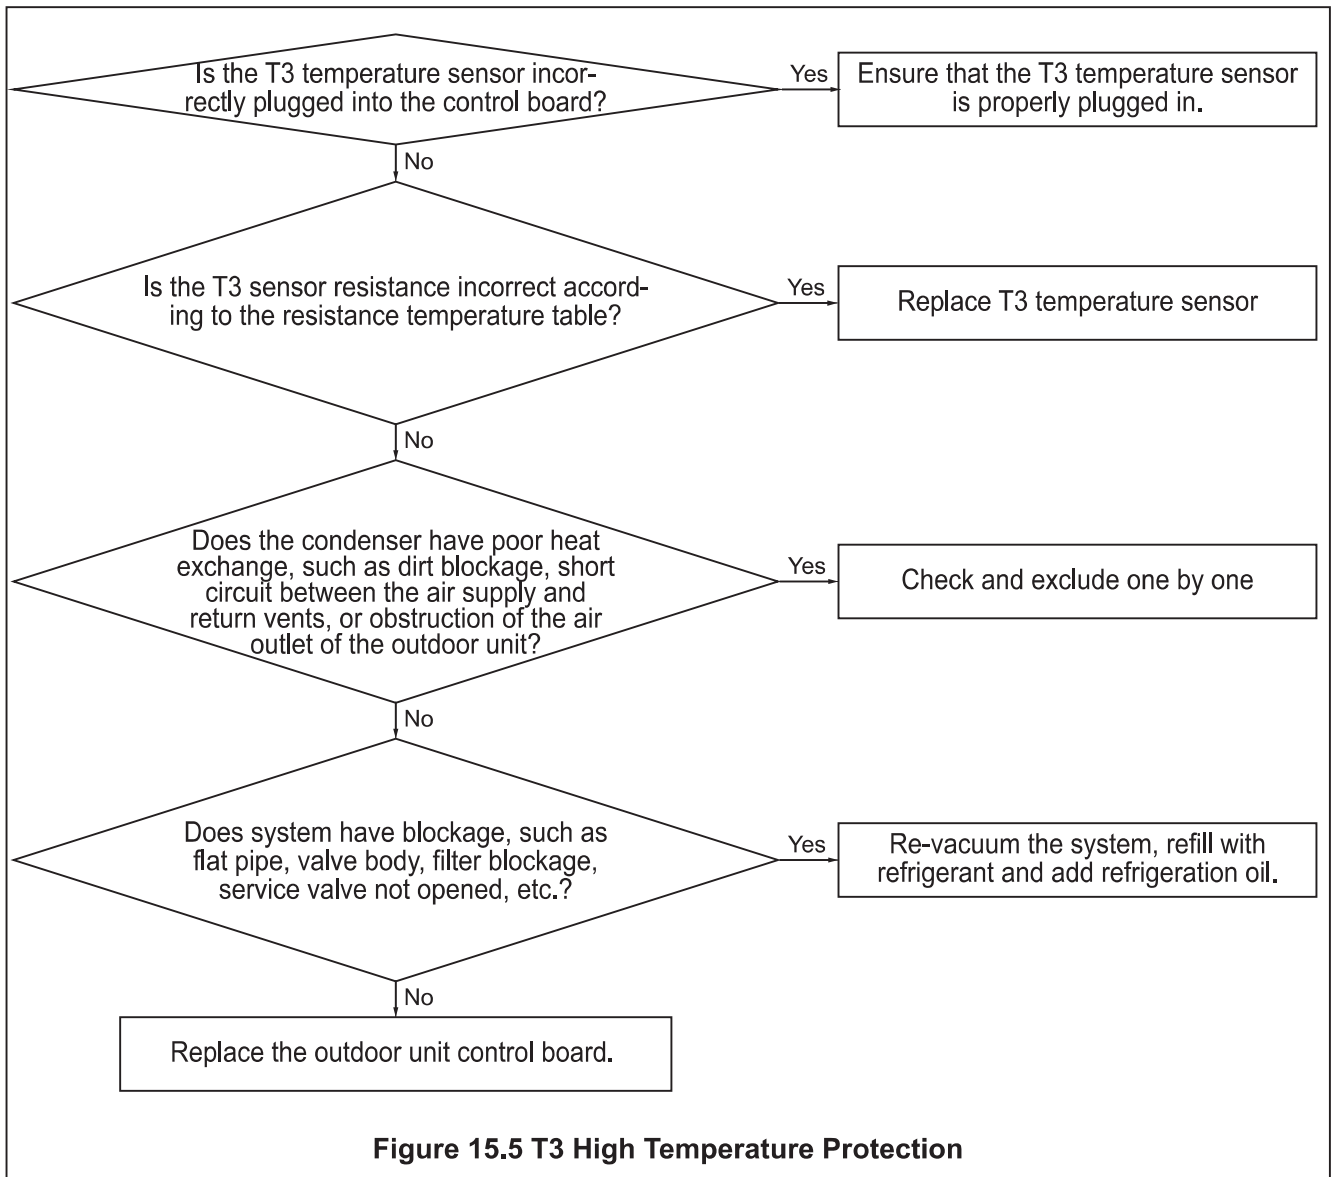 Is the T3 temperature sensor incor-
rectly plugged into the control board?
Yes
Ensure that the T3 temperature sensor
is properly plugged in.
No
Is the T3 sensor resistance incorrect accord-
ing to the resistance temperature table?
Yes
Replace T3 temperature sensor
No
Does the condenser have poor heat
exchange, such as dirt blockage, short
circuit between the air supply and
return vents, or obstruction of the air
outlet of the outdoor unit?
Yes
Check and exclude one by one
No
Does system have blockage, such as
flat pipe, valve body, filter blockage,
service valve not opened, etc.?
Yes
Re-vacuum the system, refill with
refrigerant and add refrigeration oil.
No
Replace the outdoor unit control board.
Figure 15.5 T3 High Temperature Protection